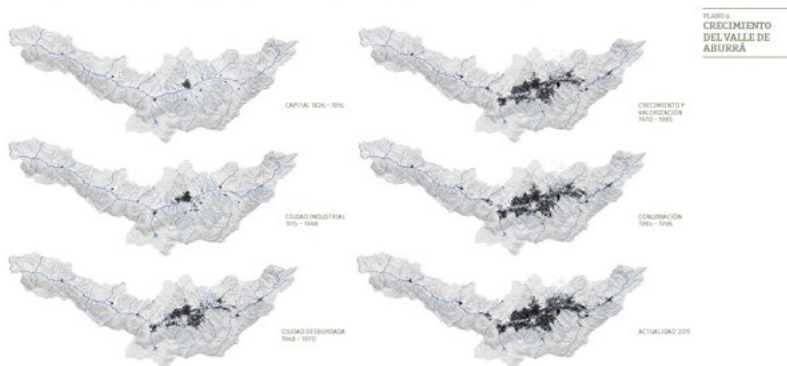 PLANO 9.
CRECIMIENTO
DEL VALLE DE
ABURRÁ
CAPITAL 1826 - 1915
CIUDAD INDUSTRIAL
1915 - 1948
CIUDAD DESBORDADA
1948 - 1970
CRECIMIENTO Y
VALORIZACIÓN
1970 - 1985
CONURBACIÓN
1985 - 1996
ACTUALIDAD 2011